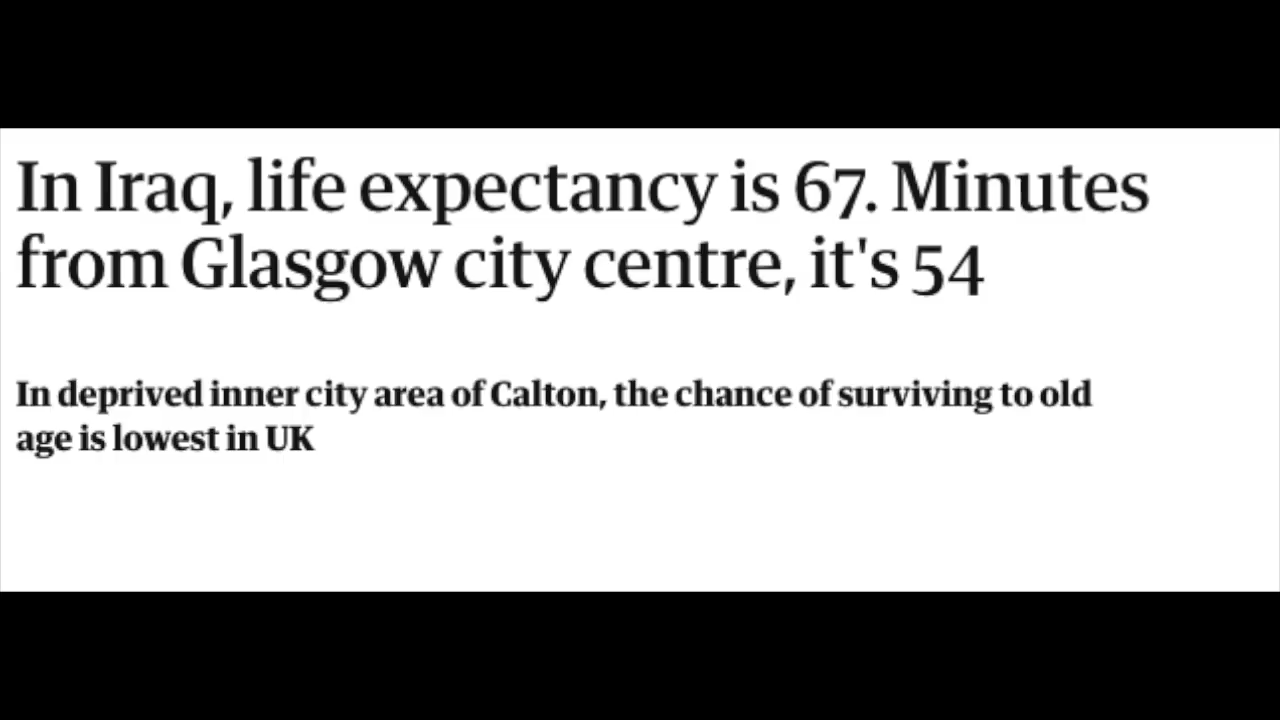 In Iraq, life expectancy is 67. Minutes
from Glasgow city centre, it's 54
In deprived inner city area of Calton, the chance of surviving to old
age is lowest in UK